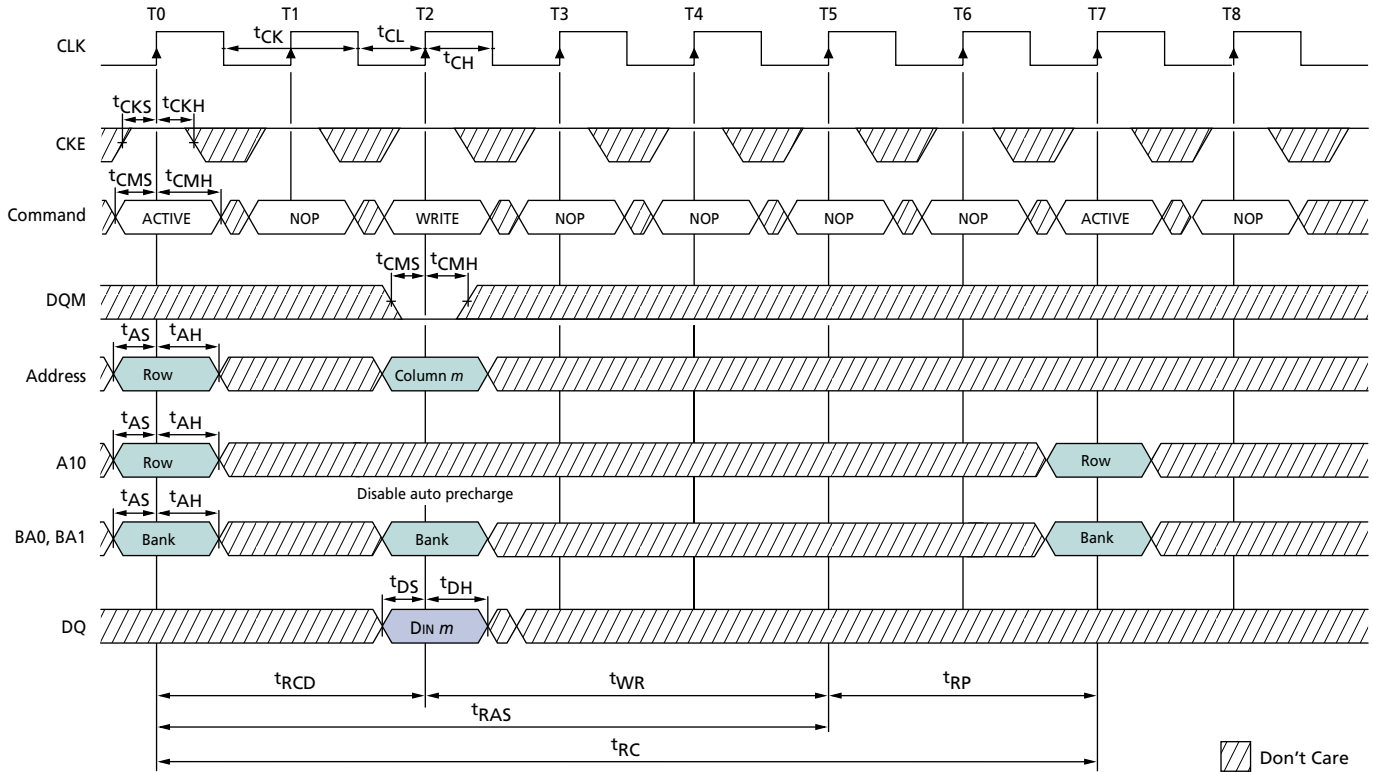 T0 T1 T2 T3 T4 T5 T6 T7 T8
CLK
tCK tCL tCH
tCKS tCKH
CKE
tCMS tCMH
Command ACTIVE NOP WRITE NOP NOP NOP NOP ACTIVE NOP
tCMS tCMH
DQM
tAS tAH
Address Row Column m
tAS tAH
A10 Row Row
Disable auto precharge
tAS tAH
BA0, BA1 Bank Bank Bank
tDS tDH
DQ DIN m
tRCD tWR tRP
tRAS
tRC
Don't Care